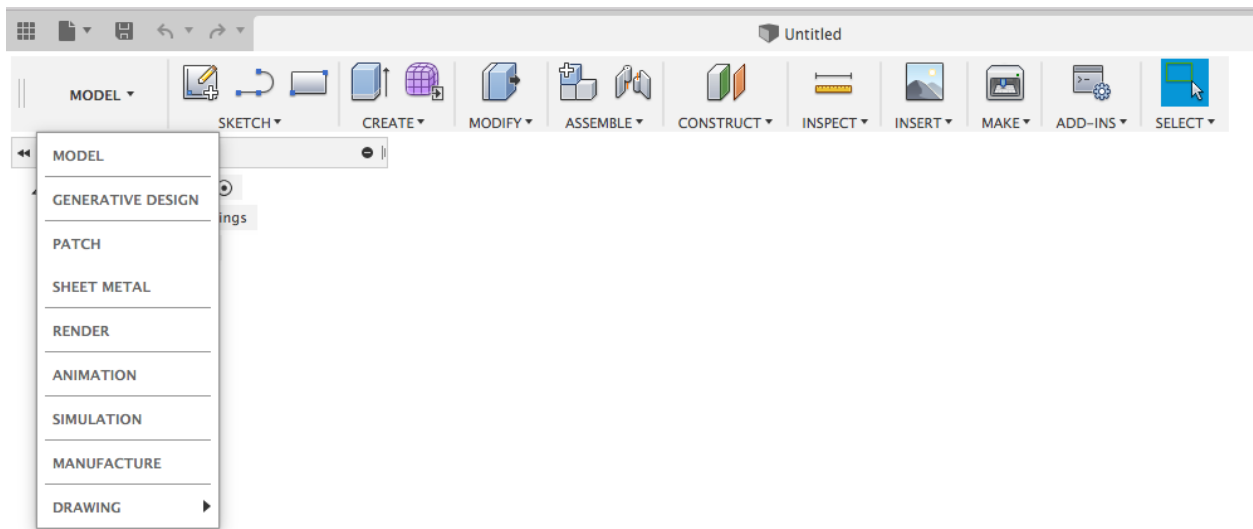 Untitled
MODEL
SKETCH
CREATE
MODIFY
ASSEMBLE
CONSTRUCT
INSPECT
INSERT
MAKE
ADD-INS
SELECT
MODEL
GENERATIVE DESIGN
ings
PATCH
SHEET METAL
RENDER
ANIMATION
SIMULATION
MANUFACTURE
DRAWING